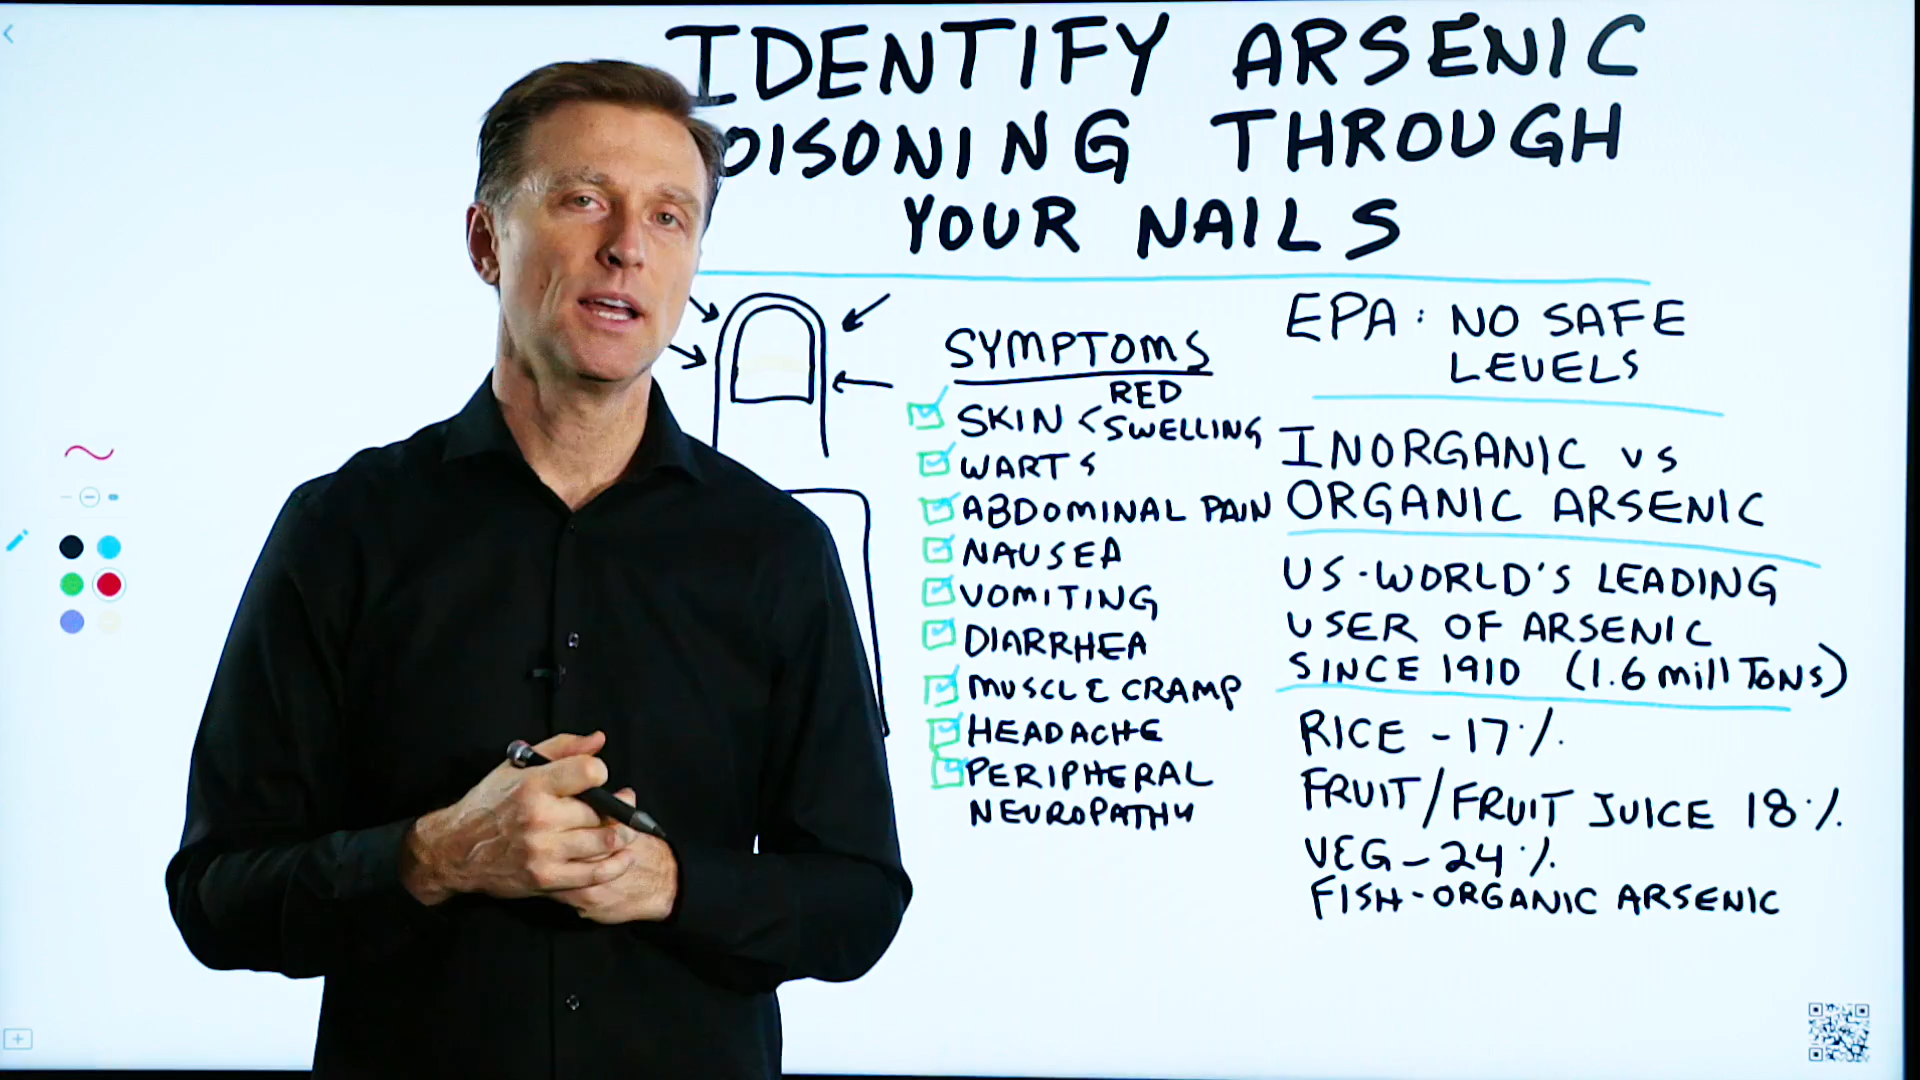 IDENTIFY ARSENIC
OISONING THROUGH
YOUR NAILS
SYMPTOMS
SKIN < RED
SWELLING
WARTS
ABDOMINAL PAIN
NAUSEA
VOMITING
DIARRHEA
MUSCLE CRAMP
HEADACHE
PERIPHERAL
NEUROPATHY
EPA: NO SAFE
LEVELS
INORGANIC VS
ORGANIC ARSENIC
US-WORLD'S LEADING
USER OF ARSENIC
SINCE 1910 (1.6 mill TONS)
RICE - 17%
FRUIT/FRUIT JUICE 18%
VEG - 24%
FISH-ORGANIC ARSENIC